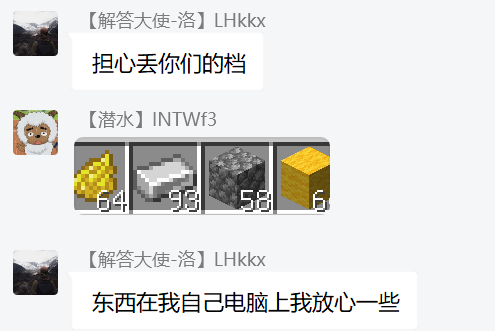 【解答大使-洛】LHkkx
担心丢你们的档
【潜水】INTWf3
64 93 58 6
【解答大使-洛】LHkkx
东西在我自己电脑上我放心一些